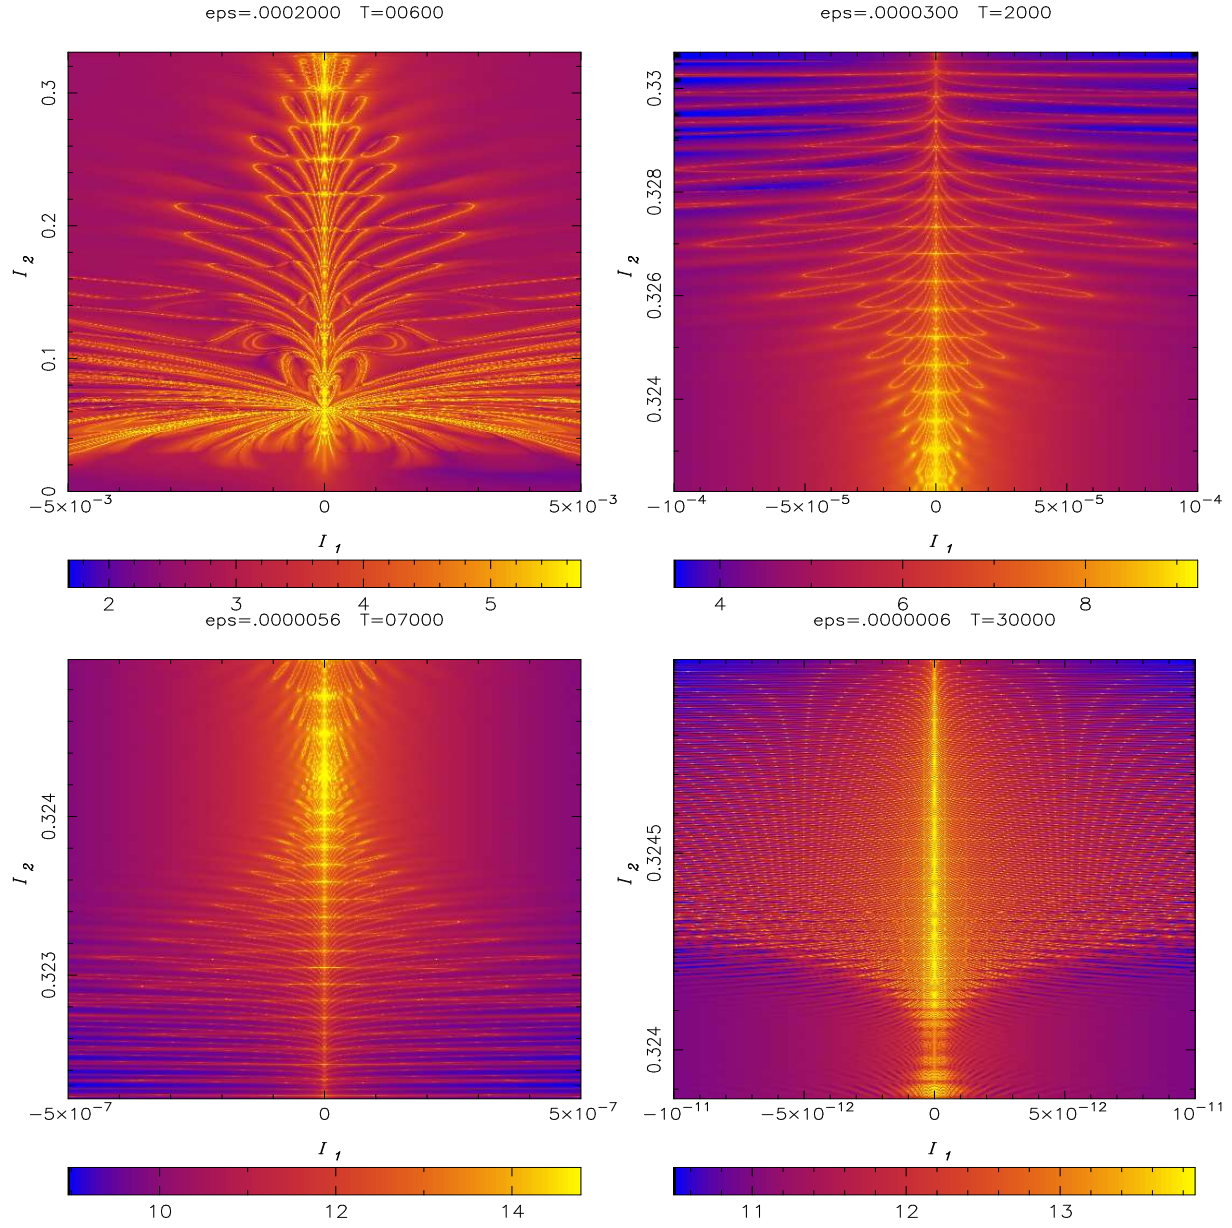 eps=.0002000 T=00600
0.3
0.2
0.1
0
I 2
−5×10−3 0 5×10−3
I 1
2 3 4 5
eps=.0000300 T=2000
0.33
0.328
0.326
0.324
I 2
−10−4 −5×10−5 0 5×10−5 10−4
I 1
4 6 8
eps=.0000056 T=07000
0.324
0.323
I 2
−5×10−7 0 5×10−7
I 1
10 12 14
eps=.0000006 T=30000
0.3245
0.324
I 2
−10−11 −5×10−12 0 5×10−12 10−11
I 1
11 12 13